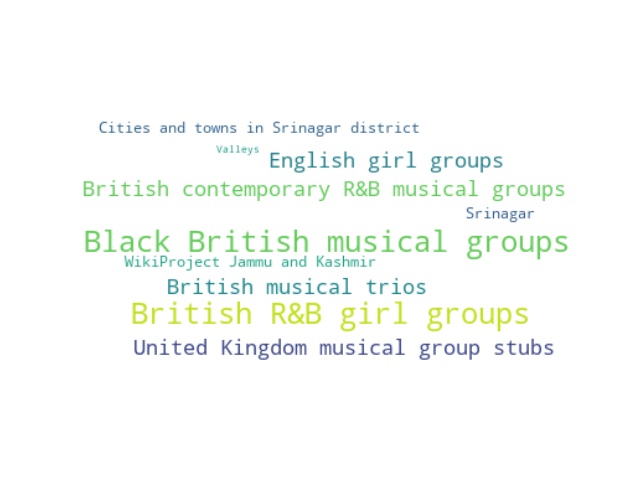 Cities and towns in Srinagar district
Valleys
English girl groups
British contemporary R&B musical groups
Srinagar
Black British musical groups
WikiProject Jammu and Kashmir
British musical trios
British R&B girl groups
United Kingdom musical group stubs